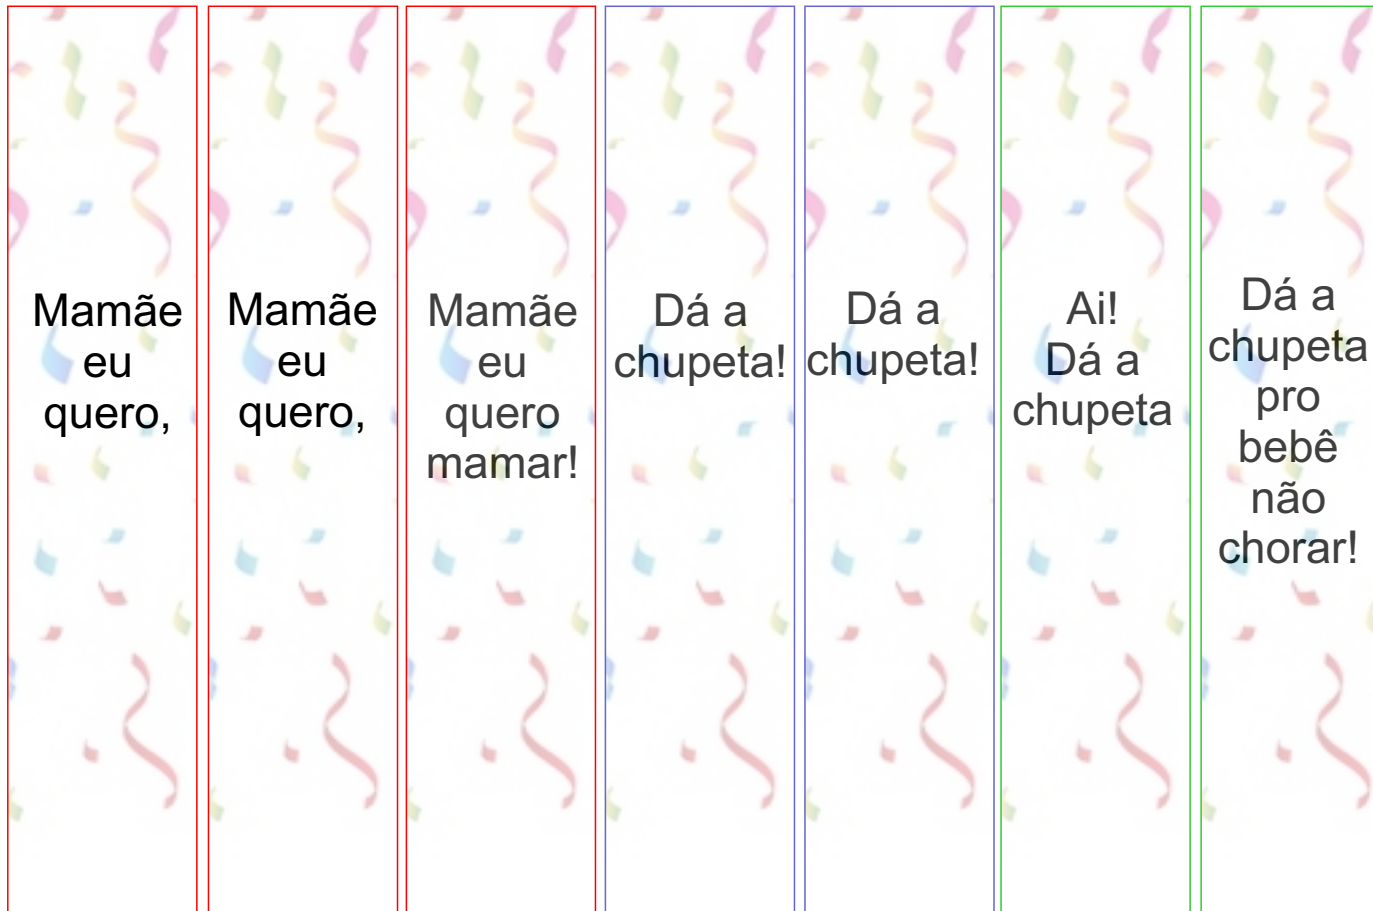 Mamãe
eu
quero,
Mamãe
eu
quero,
Mamãe
eu
quero
mamar!
Dá a
chupeta!
Dá a
chupeta!
Ai!
Dá a
chupeta
Dá a
chupeta
pro
bebê
não
chorar!